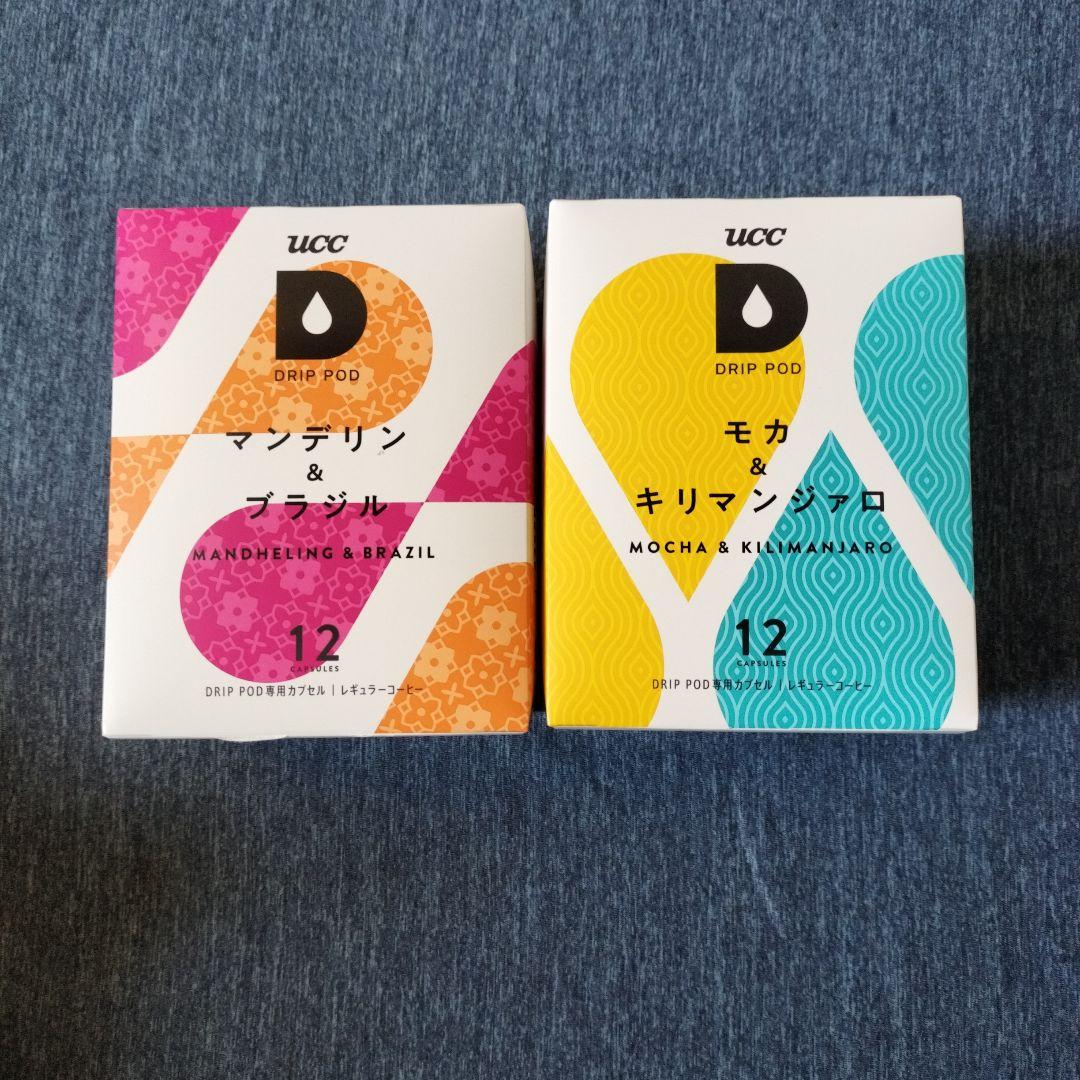 ucc
DRIP POD
マンデリン
&
ブラジル
MANDHELING & BRAZIL
12
CAPSULES
DRIP POD専用カプセル | レギュラーコーヒー
ucc
DRIP POD
モカ
&
キリマンジァロ
MOCHA & KILIMANJARO
12
CAPSULES
DRIP POD専用カプセル | レギュラーコーヒー